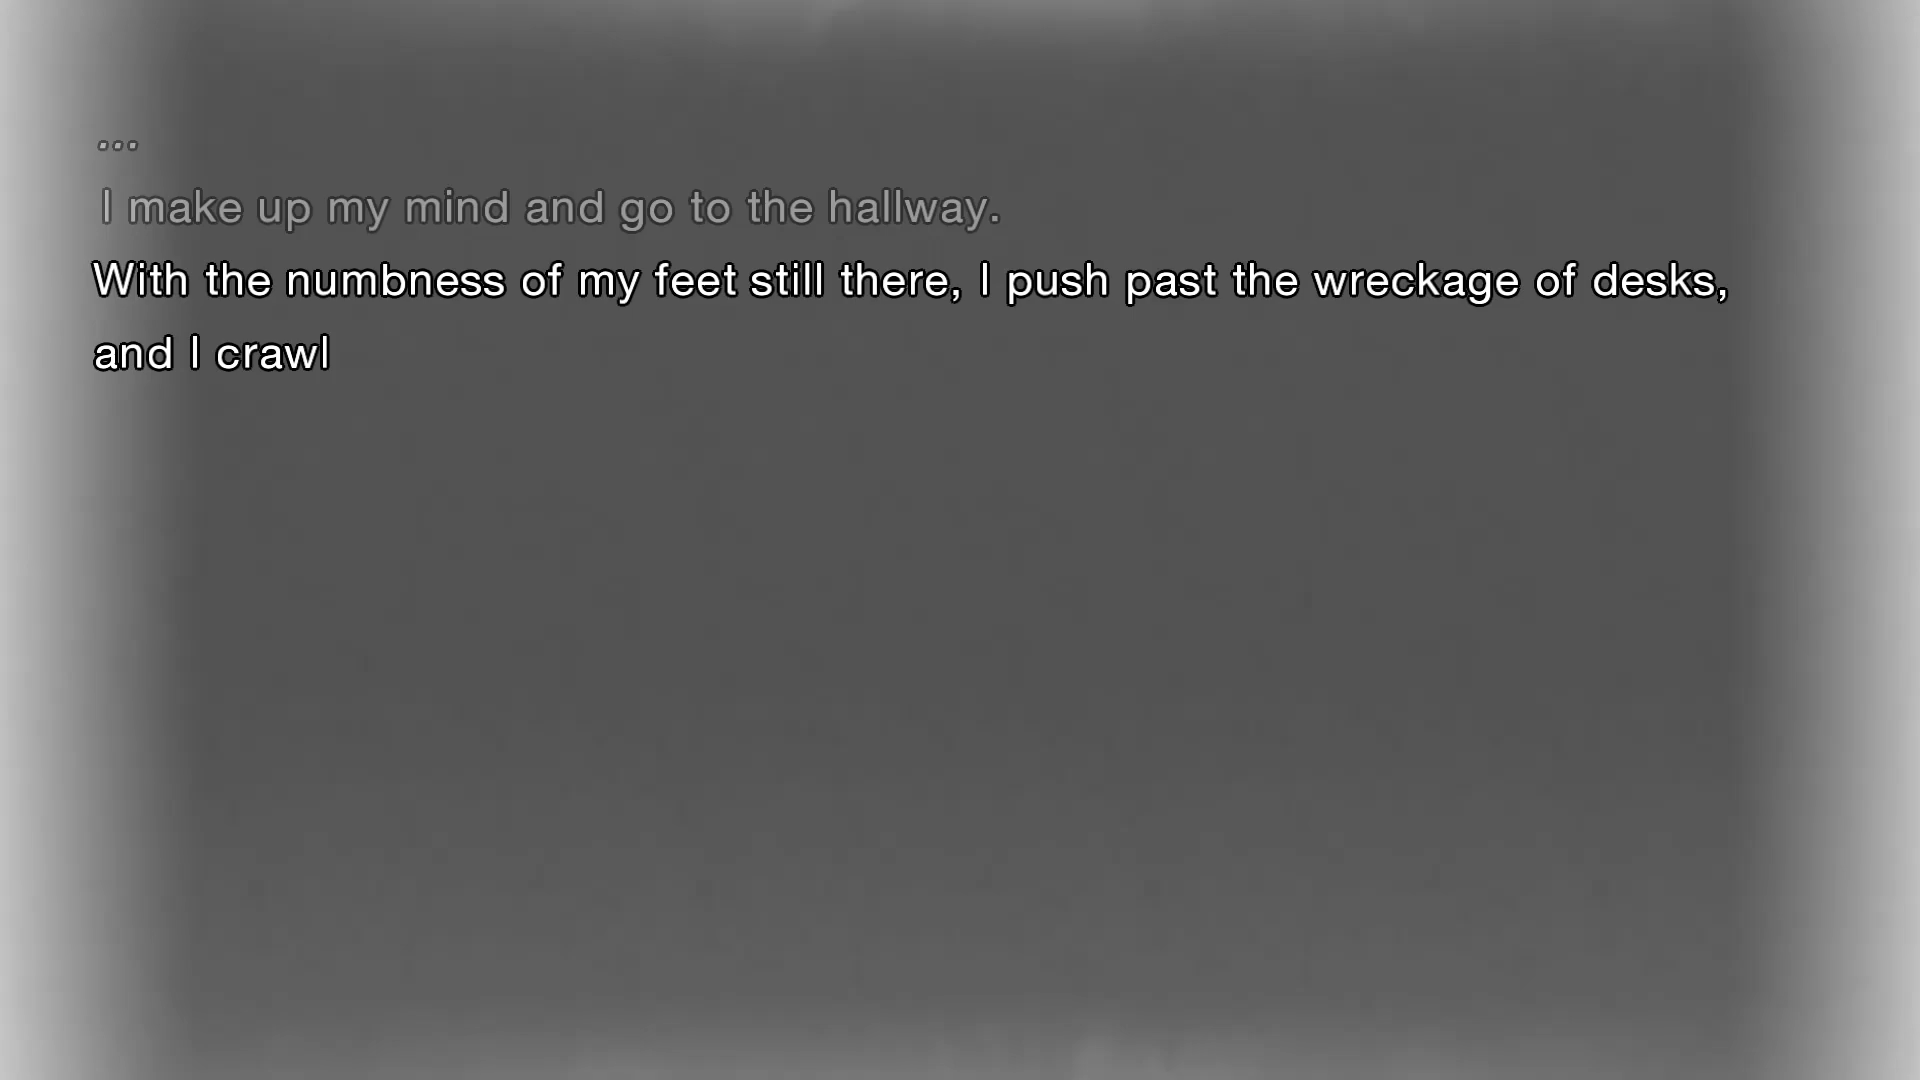 ...
I make up my mind and go to the hallway.
With the numbness of my feet still there, I push past the wreckage of desks,
and I crawl